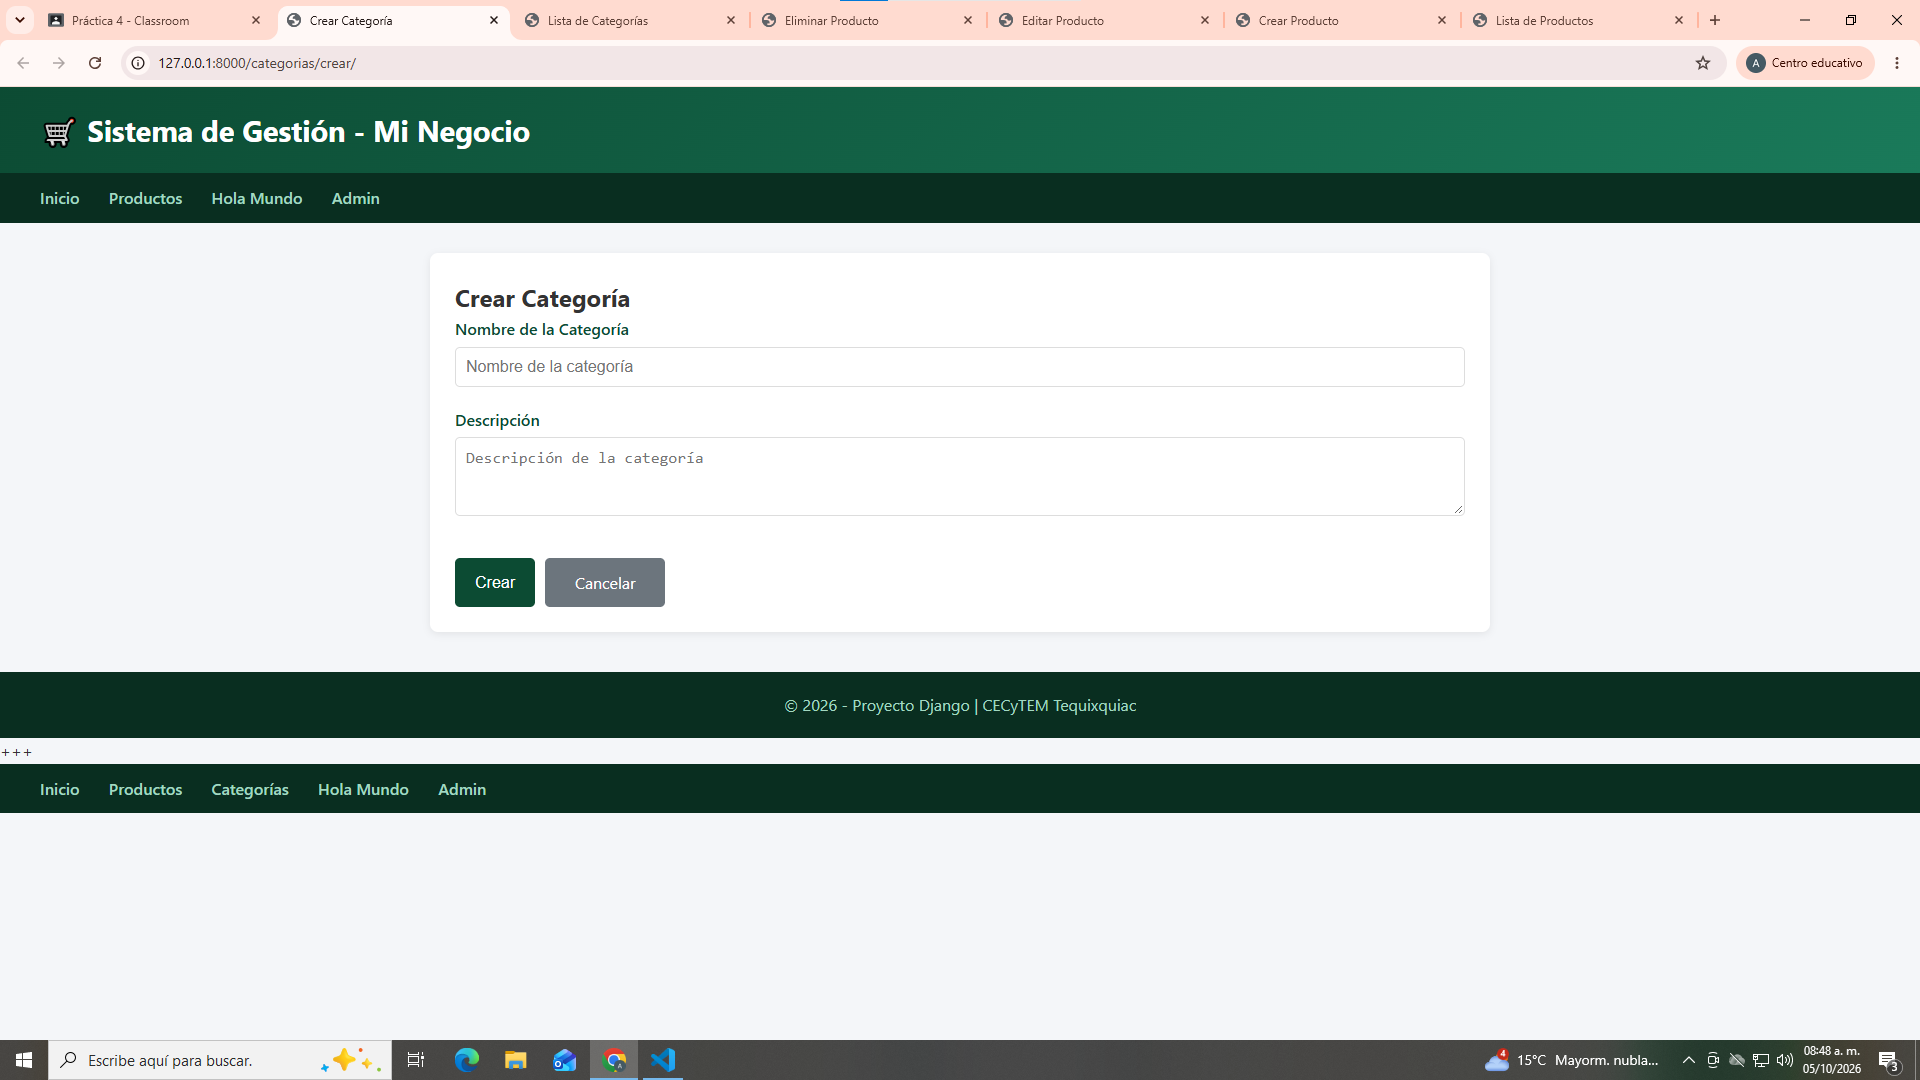 Práctica 4 - Classroom
Crear Categoría
Lista de Categorías
Eliminar Producto
Editar Producto
Crear Producto
Lista de Productos
127.0.0.1:8000/categorias/crear/
A Centro educativo
Sistema de Gestión - Mi Negocio
Inicio Productos Hola Mundo Admin
Crear Categoría
Nombre de la Categoría
Nombre de la categoría
Descripción
Descripción de la categoría
Crear Cancelar
© 2026 - Proyecto Django | CECyTEM Tequixquiac
+++
Inicio Productos Categorías Hola Mundo Admin
Escribe aquí para buscar.
4
15°C Mayorm. nubla...
08:48 a. m.
05/10/2026
3